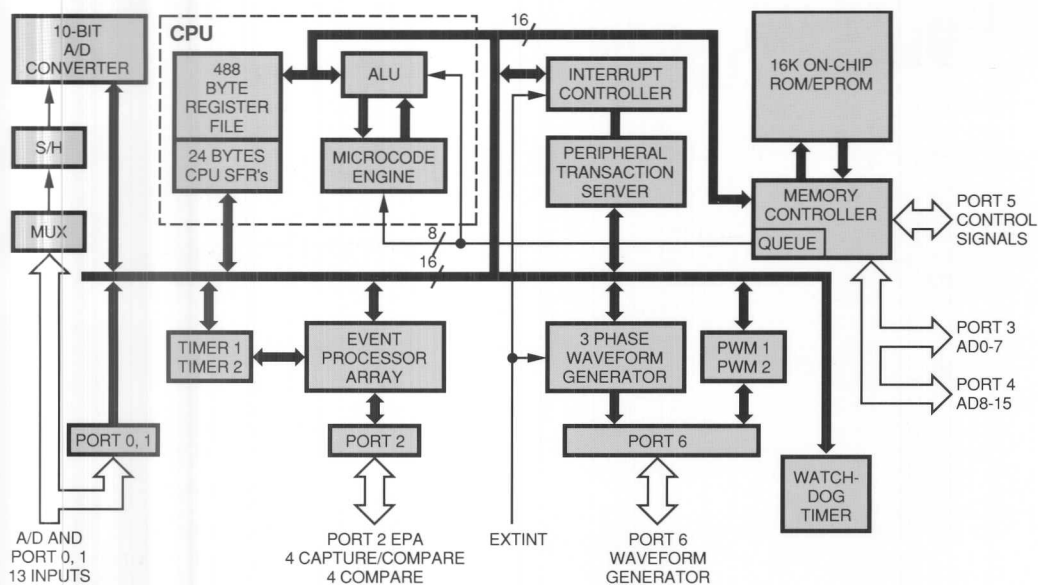 10-BIT
A/D
CONVERTER
S/H
MUX
CPU
488
BYTE
REGISTER
FILE
24 BYTES
CPU SFR's
ALU
MICROCODE
ENGINE
8
16
16
INTERRUPT
CONTROLLER
PERIPHERAL
TRANSACTION
SERVER
16K ON-CHIP
ROM/EPROM
MEMORY
CONTROLLER
QUEUE
PORT 5
CONTROL
SIGNALS
PORT 3
AD0-7
PORT 4
AD8-15
TIMER 1
TIMER 2
EVENT
PROCESSOR
ARRAY
3 PHASE
WAVEFORM
GENERATOR
PWM 1
PWM 2
PORT 0, 1
PORT 2
PORT 6
WATCH-
DOG
TIMER
A/D AND
PORT 0, 1
13 INPUTS
PORT 2 EPA
4 CAPTURE/COMPARE
4 COMPARE
EXTINT
PORT 6
WAVEFORM
GENERATOR